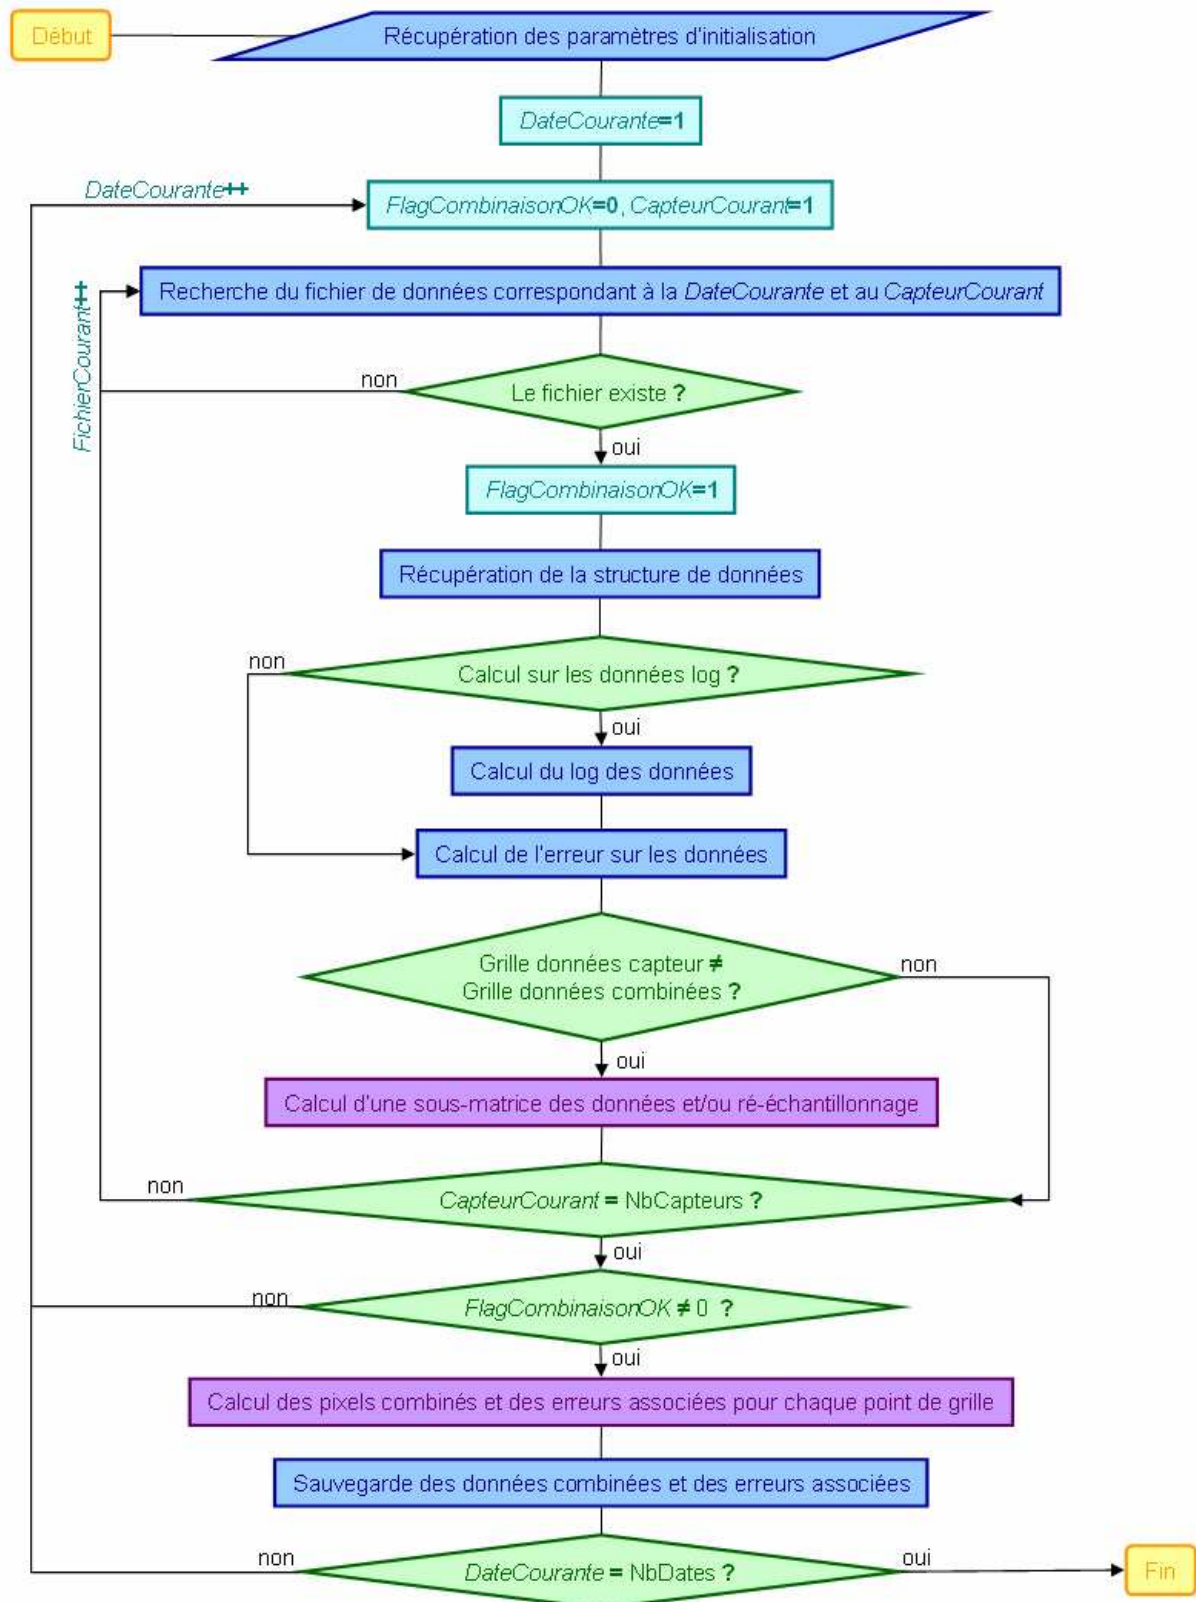 Début
Récupération des paramètres d'initialisation
DateCourante=1
DateCourante++
FlagCombinaisonOK=0, CapteurCourant=1
FichierCourant++
Recherche du fichier de données correspondant à la DateCourante et au CapteurCourant
non
Le fichier existe ?
oui
FlagCombinaisonOK=1
Récupération de la structure de données
non
Calcul sur les données log ?
oui
Calcul du log des données
Calcul de l'erreur sur les données
Grille données capteur ≠
Grille données combinées ?
non
oui
Calcul d'une sous-matrice des données et/ou ré-échantillonnage
non
CapteurCourant = NbCapteurs ?
oui
non
FlagCombinaisonOK ≠ 0 ?
oui
Calcul des pixels combinés et des erreurs associées pour chaque point de grille
Sauvegarde des données combinées et des erreurs associées
non
DateCourante = NbDates ?
oui
Fin